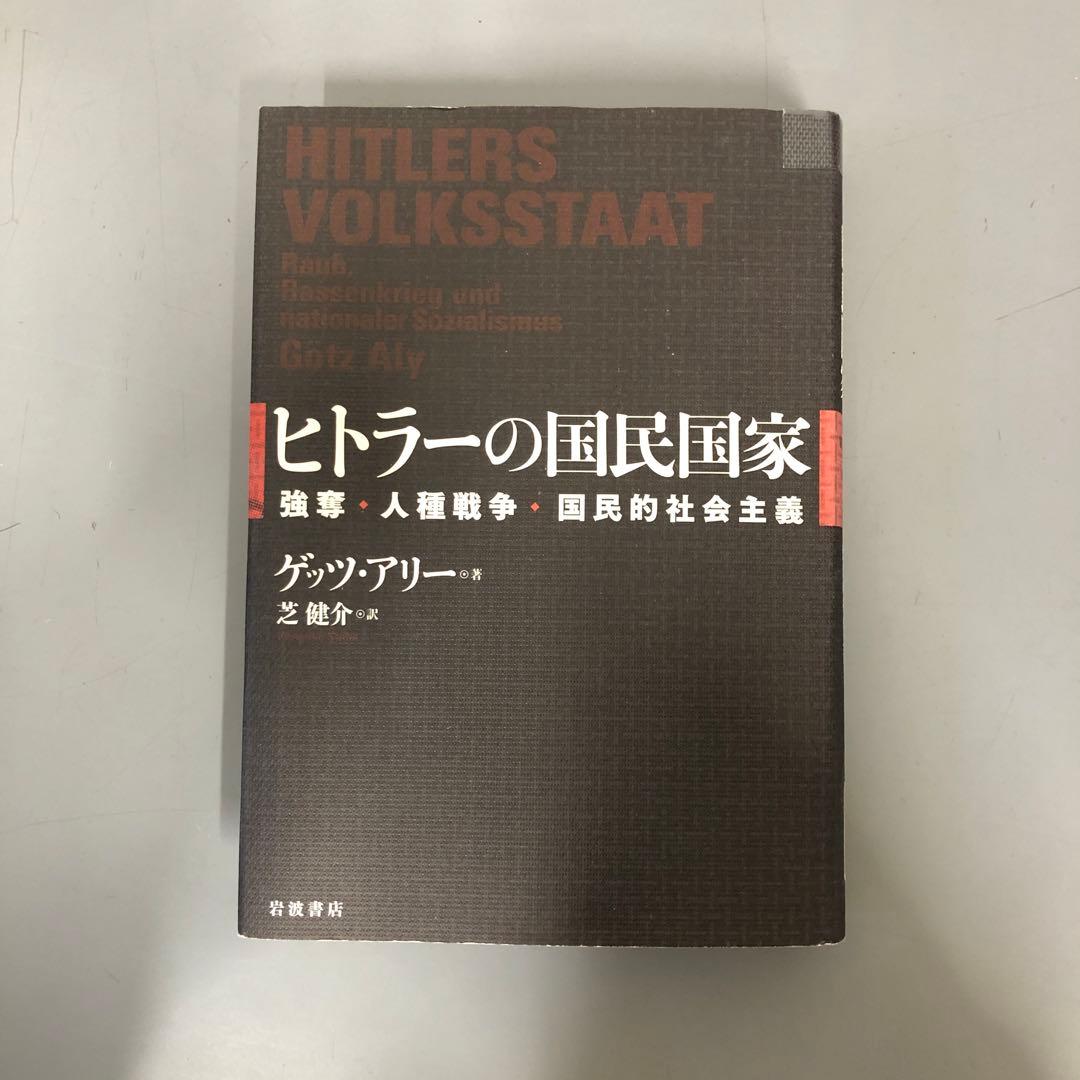 HITLERS
VOLKSSTAAT
Raub,
Rassenkrieg und
nationaler Sozialismus
Götz Aly
ヒトラーの国民国家
強奪◆人種戦争◆国民的社会主義
ゲッツ・アリー◎著
芝 健介◎訳
岩波書店